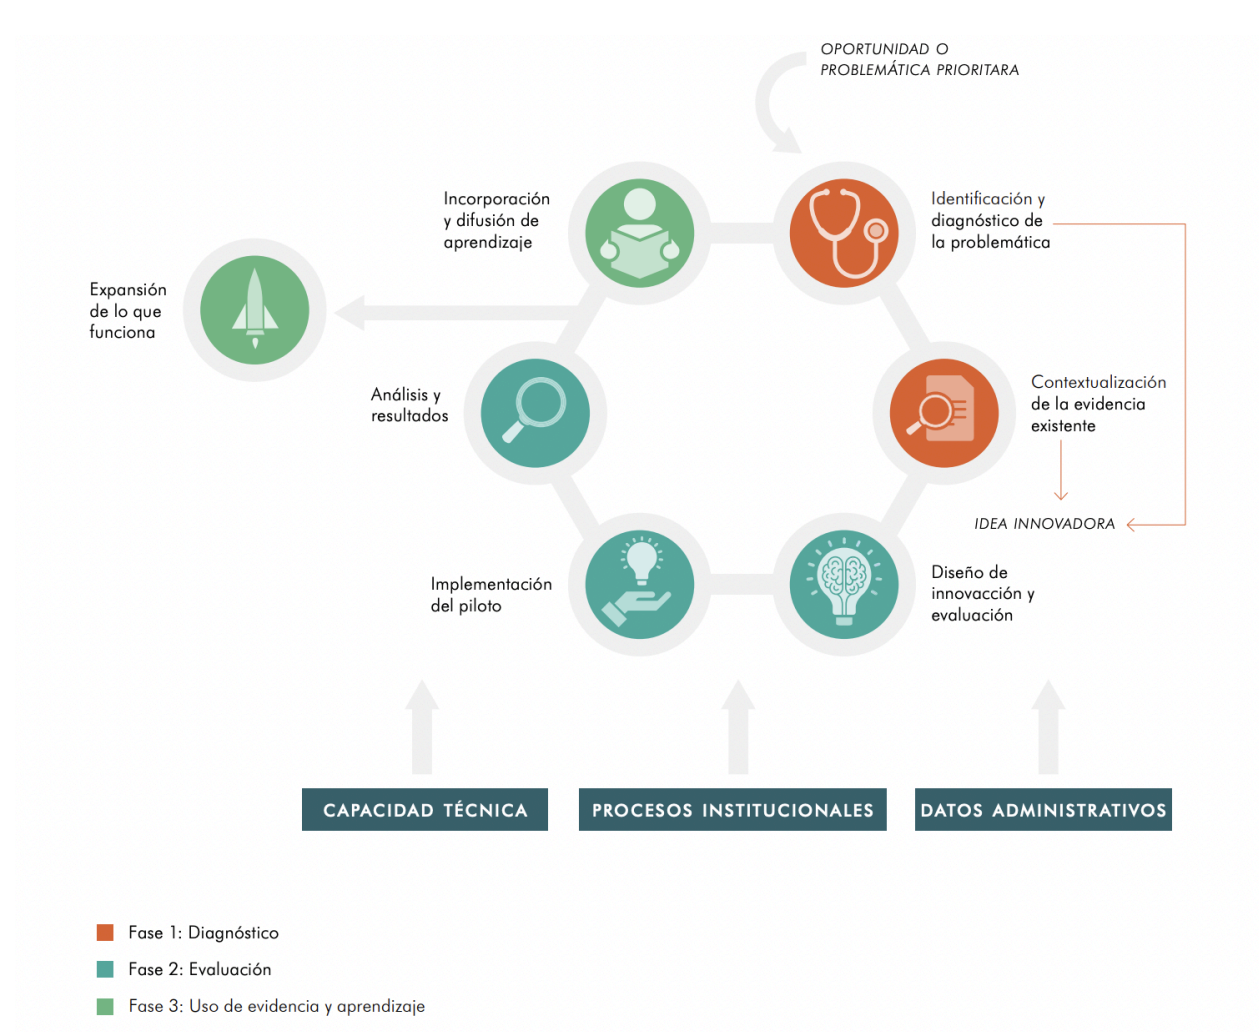 OPORTUNIDAD O
PROBLEMÁTICA PRIORITARA
Incorporación
y difusión de
aprendizaje
Identificación y
diagnóstico de
la problemática
Expansión
de lo que
funciona
Análisis y
resultados
Contextualización
de la evidencia
existente
IDEA INNOVADORA
Implementación
del piloto
Diseño de
innovacción y
evaluación
CAPACIDAD TÉCNICA
PROCESOS INSTITUCIONALES
DATOS ADMINISTRATIVOS
Fase 1: Diagnóstico
Fase 2: Evaluación
Fase 3: Uso de evidencia y aprendizaje